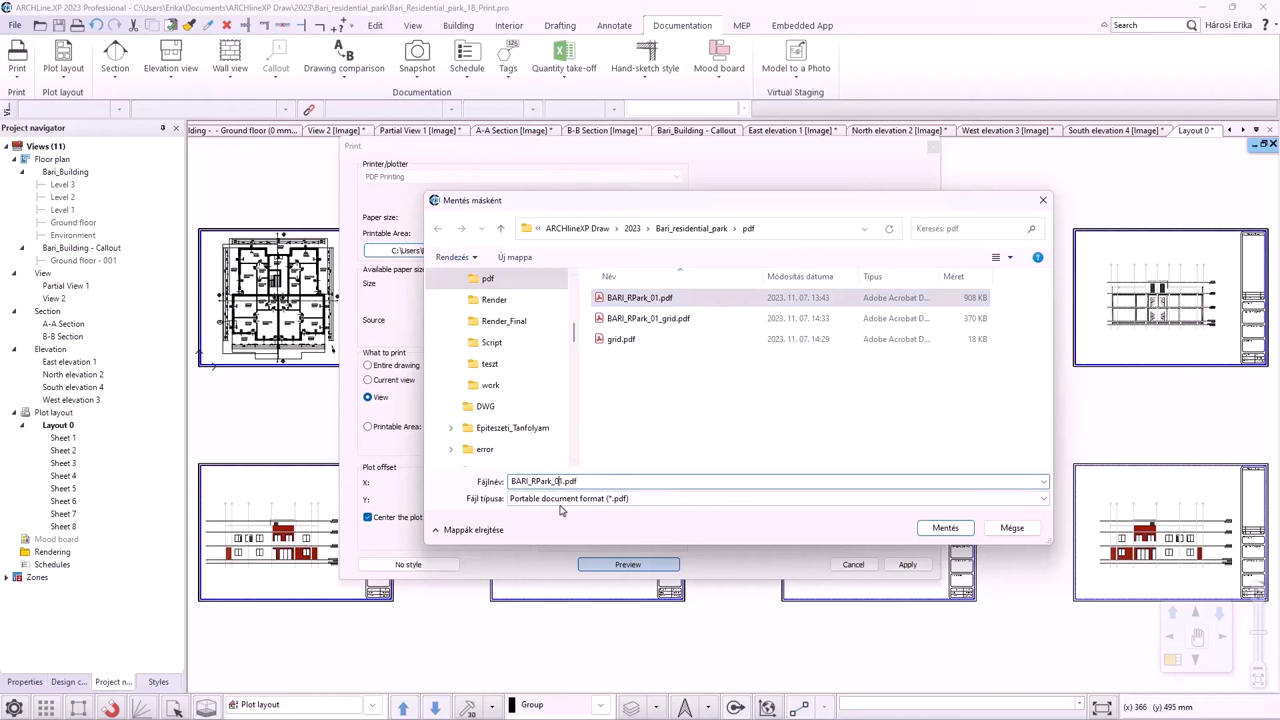 ARCHline.XP 2023 Professional - C:\Users\Erika\ARCHlineXP Draw\2023\Bari_residential_park\Bari_Residential_park_18_Print.pro
File Edit View Building Interior Drafting Annotate Documentation MEP Embedded App Search Hárosi Erika
Print Plot layout Section Elevation view Wall view Callout Drawing comparison Snapshot Schedule Tags Quantity take-off Hand-sketch style Mood board Model to a Photo
Print Plot layout Documentation Virtual Staging
Project navigator
ilding - - Ground floor (0 mm... View 2 [Image] * Partial View 1 [Image] * A-A Section [Image] * B-B Section [Image] * Bari_Building - Callout East elevation 1 [Image] * North elevation 2 [Image] * West elevation 3 [Image] * South elevation 4 [Image] * Layout 0 *
Views (11)
Floor plan
Bari_Building
Level 3
Level 2
Level 1
Ground floor
Environment
Bari_Building - Callout
Ground floor - 001
View
Partial View 1
View 2
Section
A-A Section
B-B Section
Elevation
East elevation 1
North elevation 2
South elevation 4
West elevation 3
Plot layout
Layout 0
Sheet 1
Sheet 2
Sheet 3
Sheet 4
Sheet 5
Sheet 6
Sheet 7
Sheet 8
Mood board
Rendering
Schedules
Zones
Print
Printer/plotter
PDF Printing
Paper size:
Printable Area:
C:\Users\
Available paper size
Size
Source
What to print
Entire drawing
Current view
View
Printable Area:
Plot offset
X:
Y:
Center the plot
No style Preview Cancel Apply
Mentés másként
« ARCHlineXP Draw › 2023 › Bari_residential_park › pdf
Keresés: pdf
Rendezés Új mappa
pdf
Render
Render_Final
Script
teszt
work
DWG
Epiteszeti_Tanfolyam
error
Név Módosítás dátuma Típus Méret
BARI_RPark_01.pdf 2023. 11. 07. 13:43 Adobe Acrobat D... 908 KB
BARI_RPark_01_grid.pdf 2023. 11. 07. 14:33 Adobe Acrobat D... 370 KB
grid.pdf 2023. 11. 07. 14:29 Adobe Acrobat D... 18 KB
Fájlnév: BARI_RPark_01.pdf
Fájl típusa: Portable document format (*.pdf)
Mappák elrejtése Mentés Mégse
Properties Design c... Project n... Styles
Plot layout Group (x) 366 (y) 495 mm